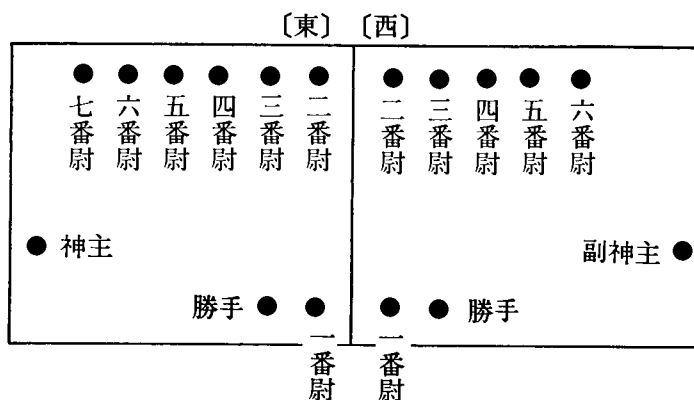 〔東〕 〔西〕
七番尉 六番尉 五番尉 四番尉 三番尉 二番尉 二番尉 三番尉 四番尉 五番尉 六番尉
神主 副神主
勝手 勝手
一番尉 一番尉